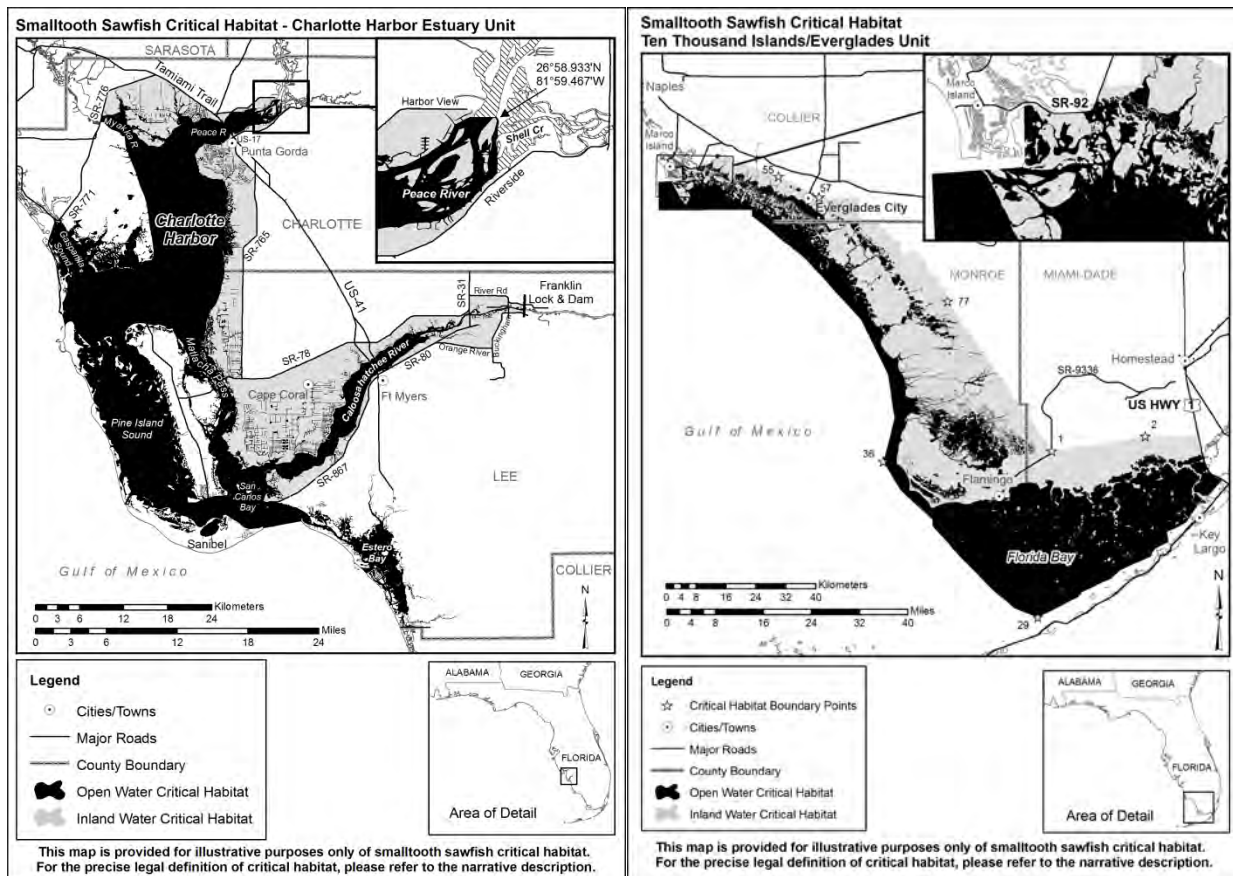 Smalltooth Sawfish Critical Habitat - Charlotte Harbor Estuary Unit
SARASOTA
Tamiami Trail
SR-776
Myakka R
Peace R
US-17
Punta Gorda
26°58.933'N
81°59.467'W
Harbor View
Shell Cr
Peace River
Riverside
SR-771
Gasparilla Sound
Charlotte
Harbor
CHARLOTTE
SR-765
US-41
SR-31
River Rd
Franklin
Lock & Dam
Orange River
Buckingham
SR-78
SR-80
Matlacha Pass
Cape Coral
Caloosahatchee River
Ft Myers
Pine Island
Sound
SR-867
LEE
San
Carlos
Bay
Sanibel
Estero
Bay
COLLIER
Gulf of Mexico
N
Kilometers
0 3 6 12 18 24
Miles
0 3 6 12 18 24
Legend
Cities/Towns
Major Roads
County Boundary
Open Water Critical Habitat
Inland Water Critical Habitat
ALABAMA
GEORGIA
FLORIDA
Area of Detail
This map is provided for illustrative purposes only of smalltooth sawfish critical habitat.
For the precise legal definition of critical habitat, please refer to the narrative description.
Smalltooth Sawfish Critical Habitat
Ten Thousand Islands/Everglades Unit
Naples
COLLIER
Marco
Island
Marco
Island
SR-92
55
57
Everglades City
MONROE
MIAMI-DADE
77
Homestead
SR-9336
US HWY 1
2
1
Gulf of Mexico
36
Flamingo
Florida Bay
Key
Largo
29
N
Kilometers
0 4 8 16 24 32 40
Miles
0 4 8 16 24 32 40
Legend
Critical Habitat Boundary Points
Cities/Towns
Major Roads
County Boundary
Open Water Critical Habitat
Inland Water Critical Habitat
ALABAMA
GEORGIA
FLORIDA
Area of Detail
This map is provided for illustrative purposes only of smalltooth sawfish critical habitat.
For the precise legal definition of critical habitat, please refer to the narrative description.